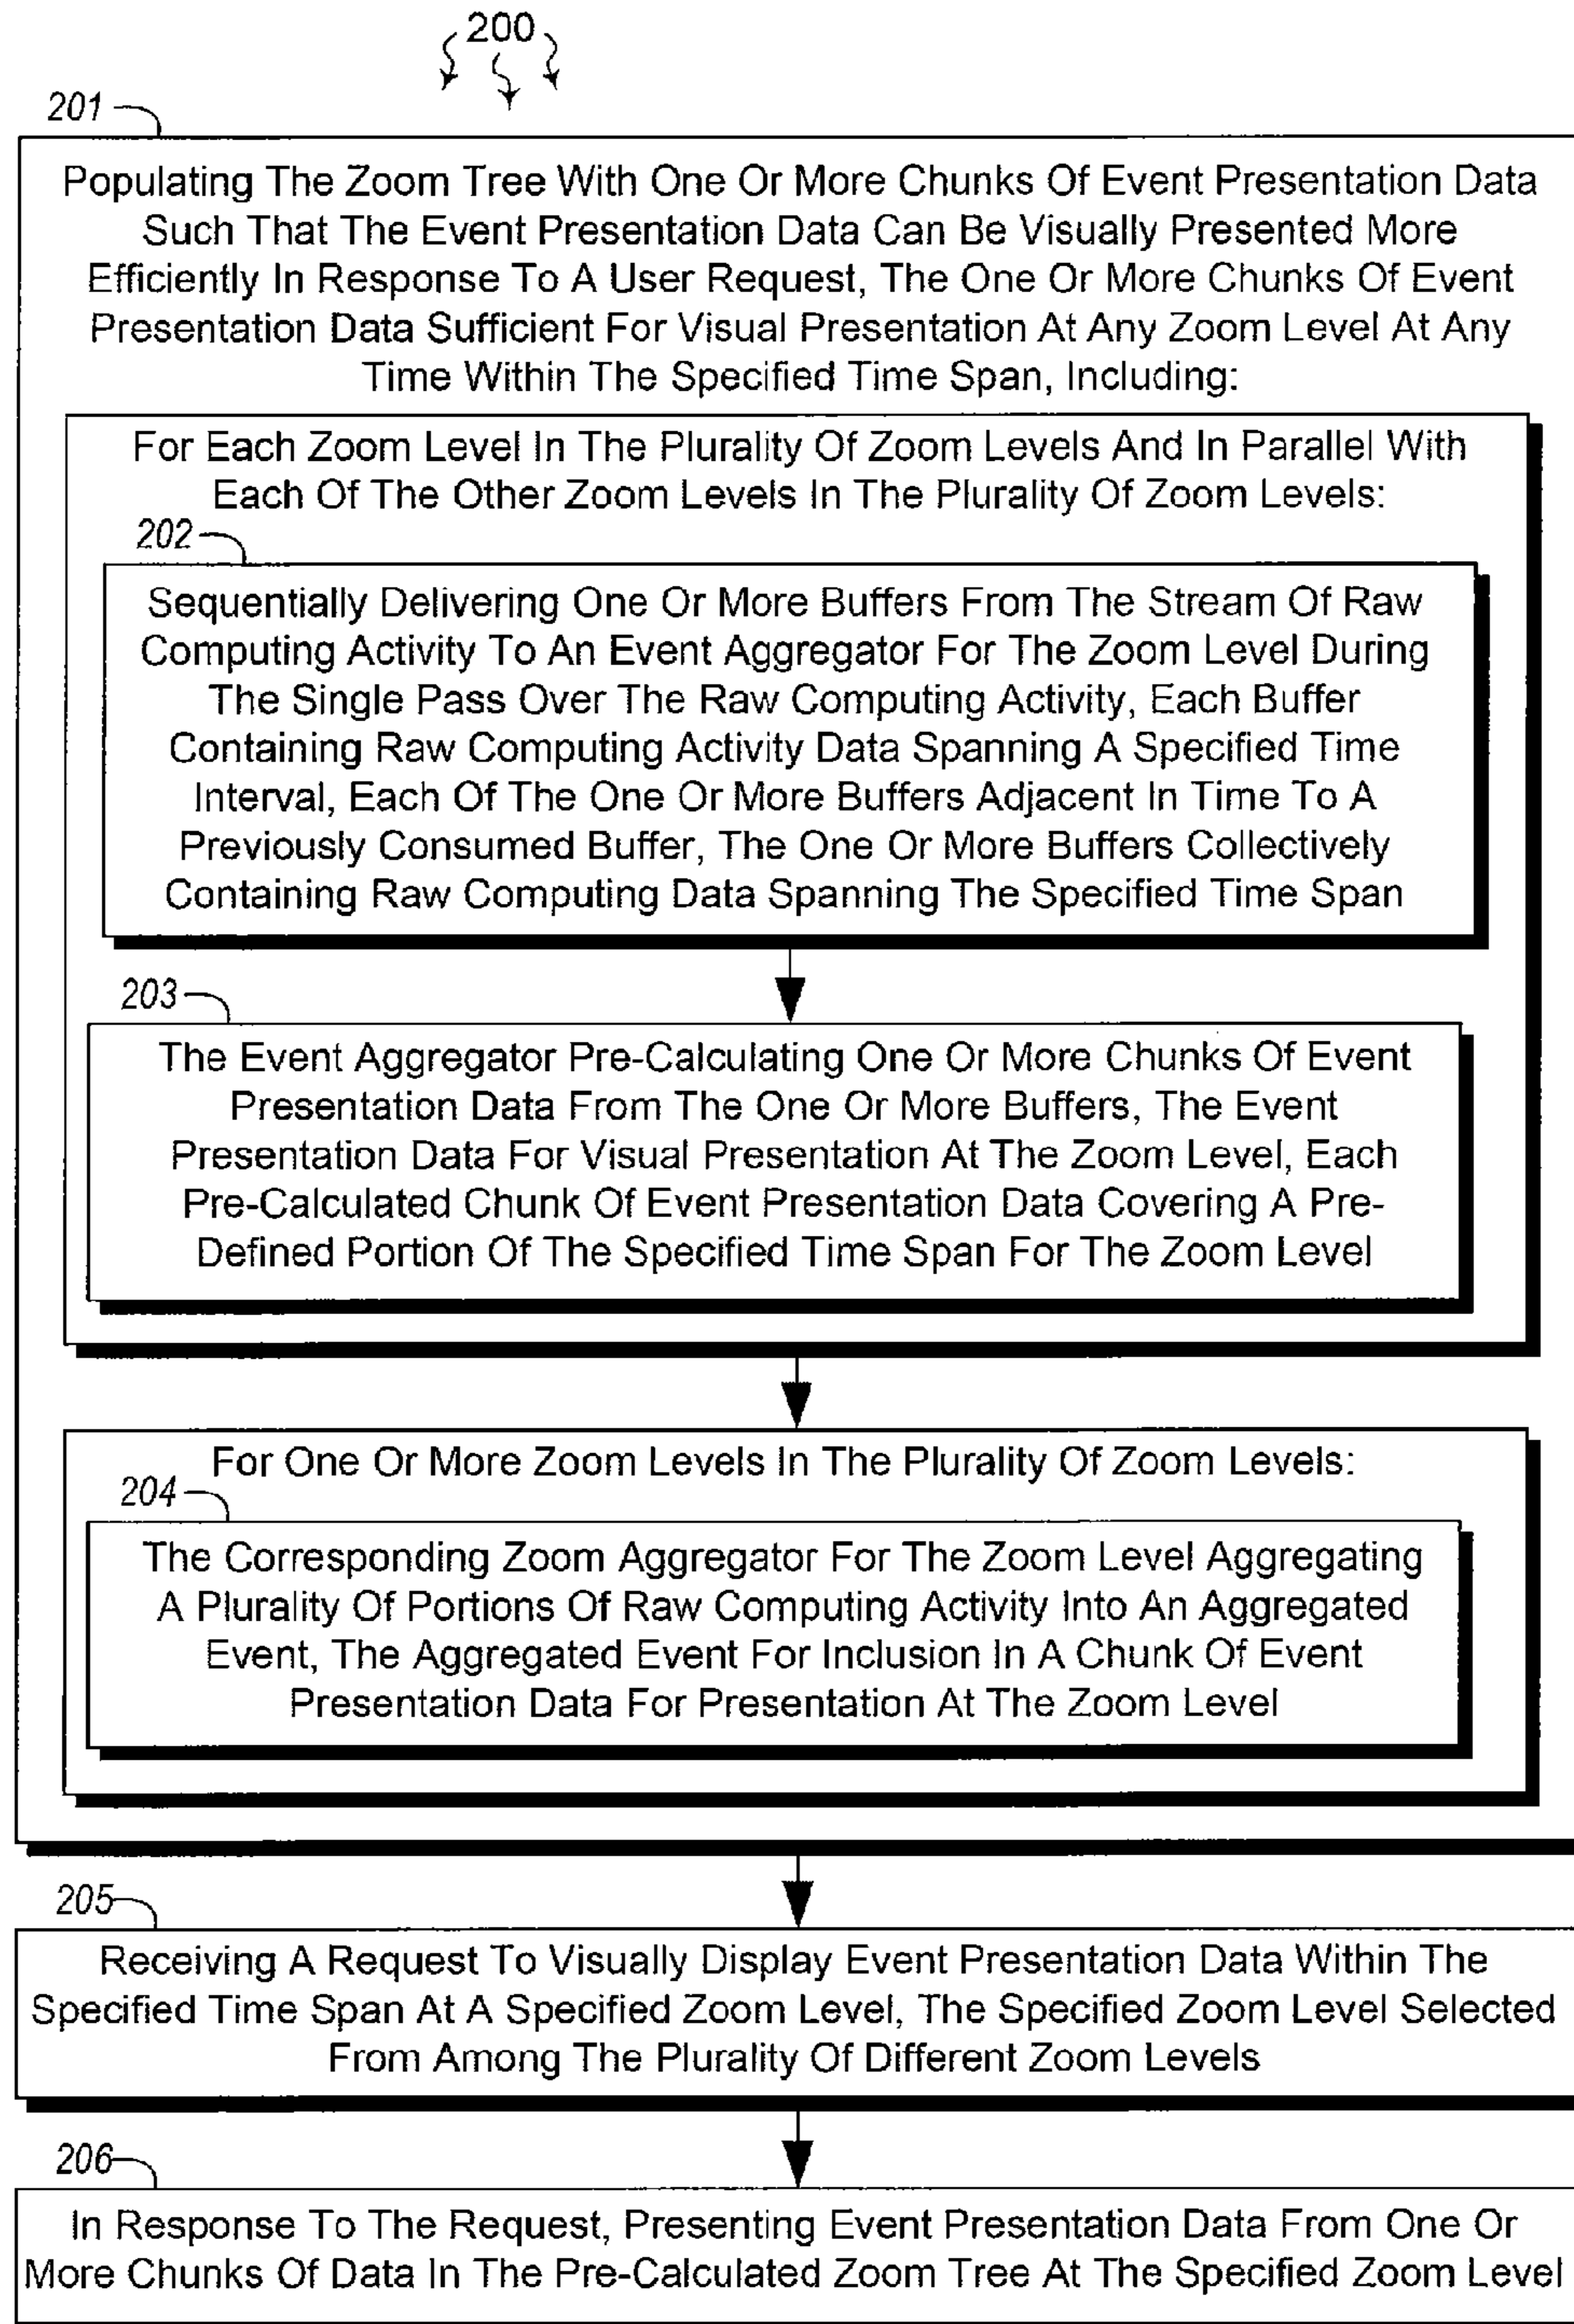 200
201
Populating The Zoom Tree With One Or More Chunks Of Event Presentation Data
Such That The Event Presentation Data Can Be Visually Presented More
Efficiently In Response To A User Request, The One Or More Chunks Of Event
Presentation Data Sufficient For Visual Presentation At Any Zoom Level At Any
Time Within The Specified Time Span, Including:
For Each Zoom Level In The Plurality Of Zoom Levels And In Parallel With
Each Of The Other Zoom Levels In The Plurality Of Zoom Levels:
202
Sequentially Delivering One Or More Buffers From The Stream Of Raw
Computing Activity To An Event Aggregator For The Zoom Level During
The Single Pass Over The Raw Computing Activity, Each Buffer
Containing Raw Computing Activity Data Spanning A Specified Time
Interval, Each Of The One Or More Buffers Adjacent In Time To A
Previously Consumed Buffer, The One Or More Buffers Collectively
Containing Raw Computing Data Spanning The Specified Time Span
203
The Event Aggregator Pre-Calculating One Or More Chunks Of Event
Presentation Data From The One Or More Buffers, The Event
Presentation Data For Visual Presentation At The Zoom Level, Each
Pre-Calculated Chunk Of Event Presentation Data Covering A Pre-
Defined Portion Of The Specified Time Span For The Zoom Level
For One Or More Zoom Levels In The Plurality Of Zoom Levels:
204
The Corresponding Zoom Aggregator For The Zoom Level Aggregating
A Plurality Of Portions Of Raw Computing Activity Into An Aggregated
Event, The Aggregated Event For Inclusion In A Chunk Of Event
Presentation Data For Presentation At The Zoom Level
205
Receiving A Request To Visually Display Event Presentation Data Within The
Specified Time Span At A Specified Zoom Level, The Specified Zoom Level Selected
From Among The Plurality Of Different Zoom Levels
206
In Response To The Request, Presenting Event Presentation Data From One Or
More Chunks Of Data In The Pre-Calculated Zoom Tree At The Specified Zoom Level